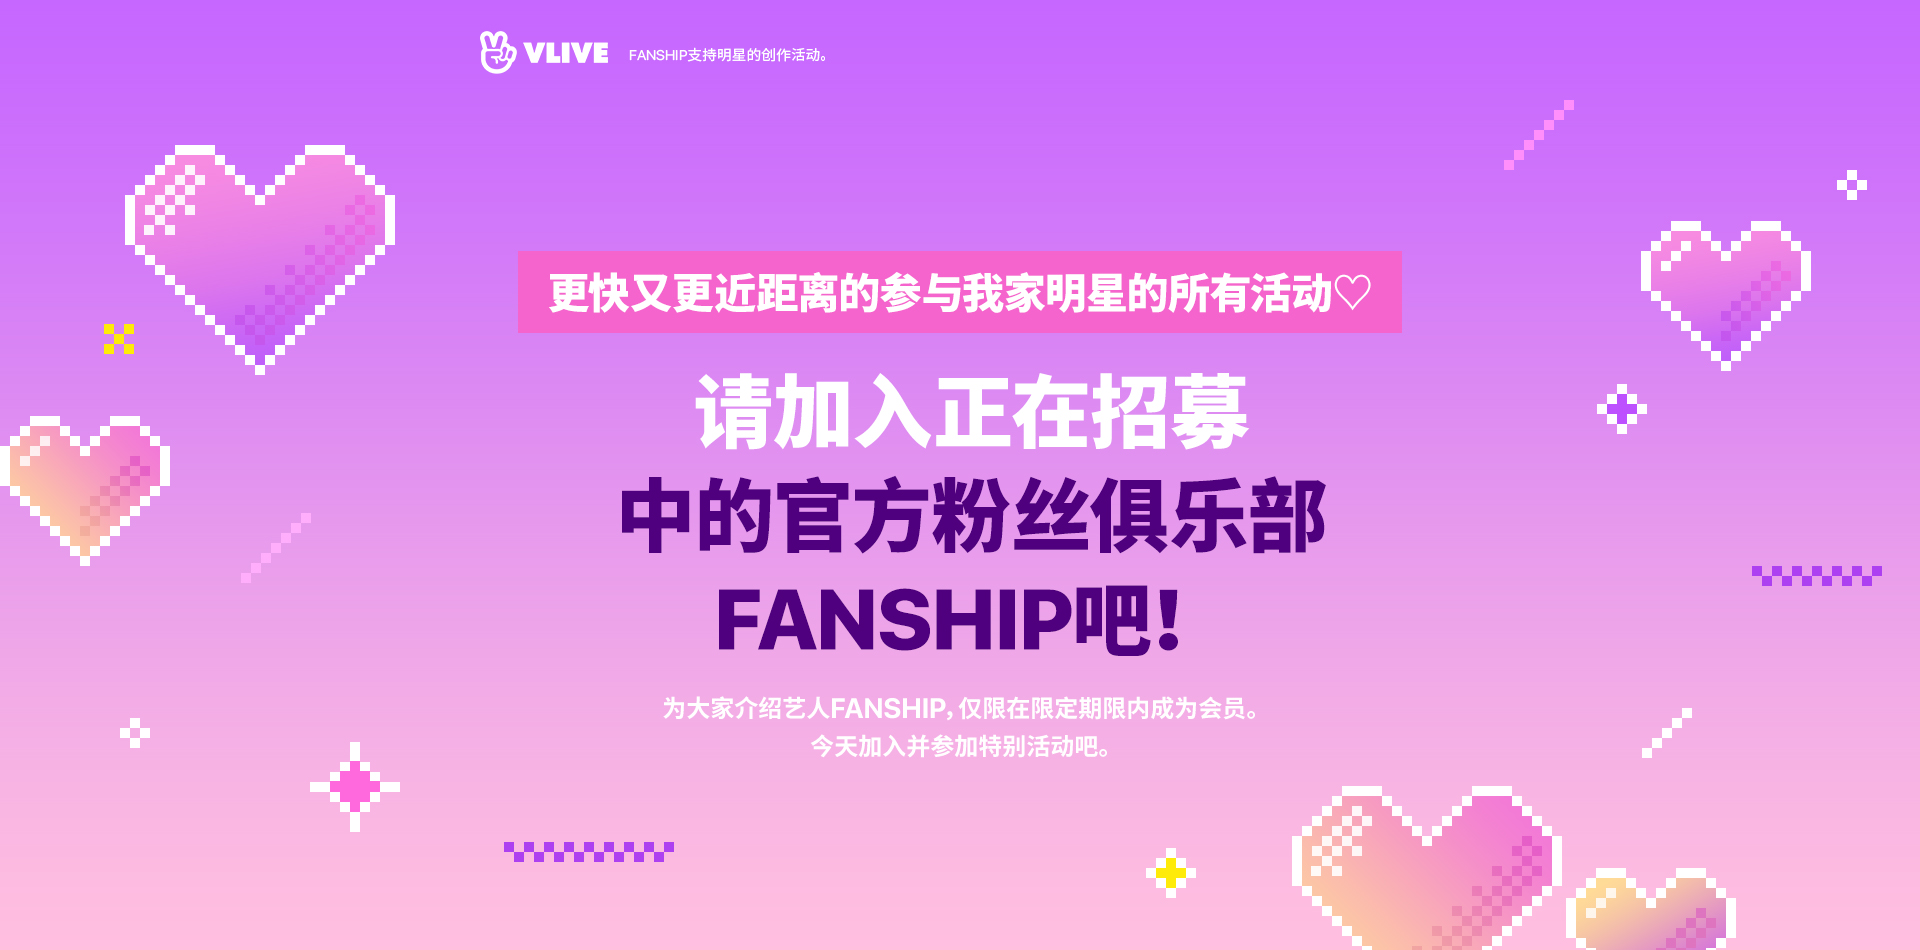 VLIVE FANSHIP支持明星的创作活动。
更快又更近距离的参与我家明星的所有活动♡
请加入正在招募
中的官方粉丝俱乐部
FANSHIP吧!
为大家介绍艺人FANSHIP, 仅限在限定期限内成为会员。
今天加入并参加特别活动吧。